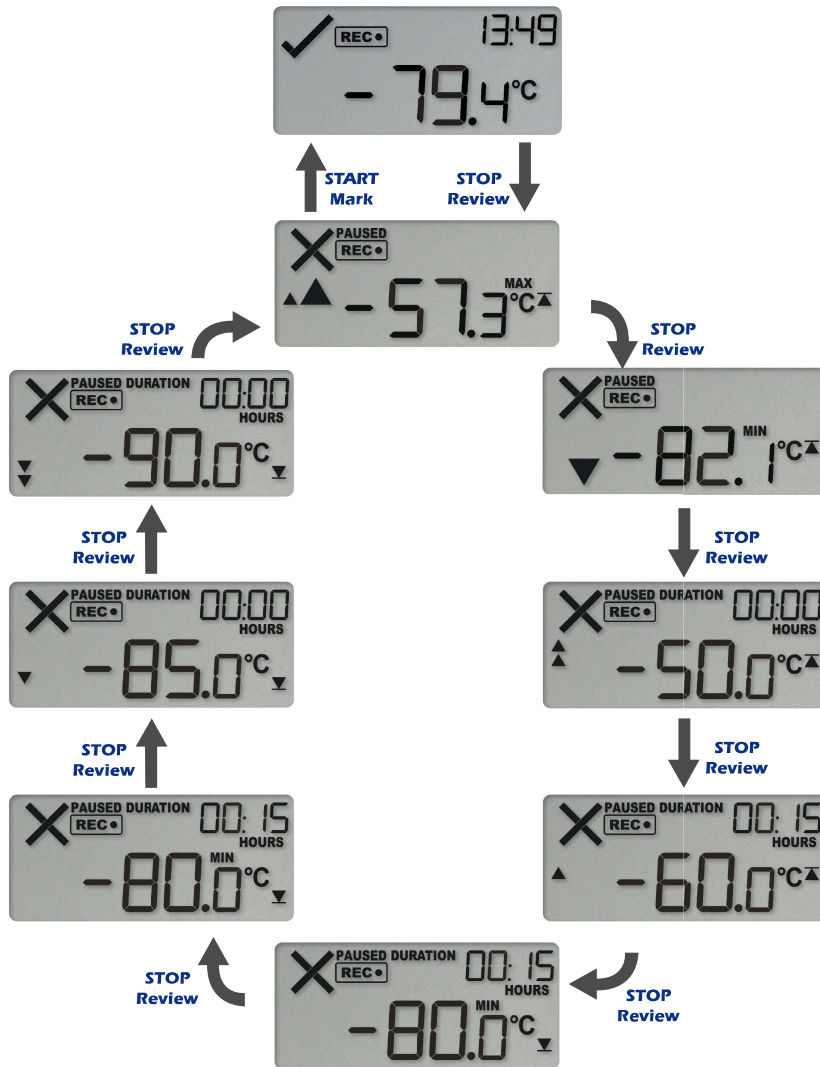 REC 13:49
-79.4°C
START Mark
STOP Review
PAUSED
REC
MAX
-57.3°C
STOP Review
STOP Review
PAUSED DURATION 00:00
REC HOURS
-90.0°C
PAUSED
REC
MIN
-82.1°C
STOP Review
STOP Review
PAUSED DURATION 00:00
REC HOURS
-85.0°C
PAUSED DURATION 00:00
REC HOURS
-50.0°C
STOP Review
STOP Review
PAUSED DURATION 00:15
REC HOURS
MIN
-80.0°C
PAUSED DURATION 00:15
REC HOURS
-60.0°C
STOP Review
STOP Review
PAUSED DURATION 00:15
REC HOURS
MIN
-80.0°C